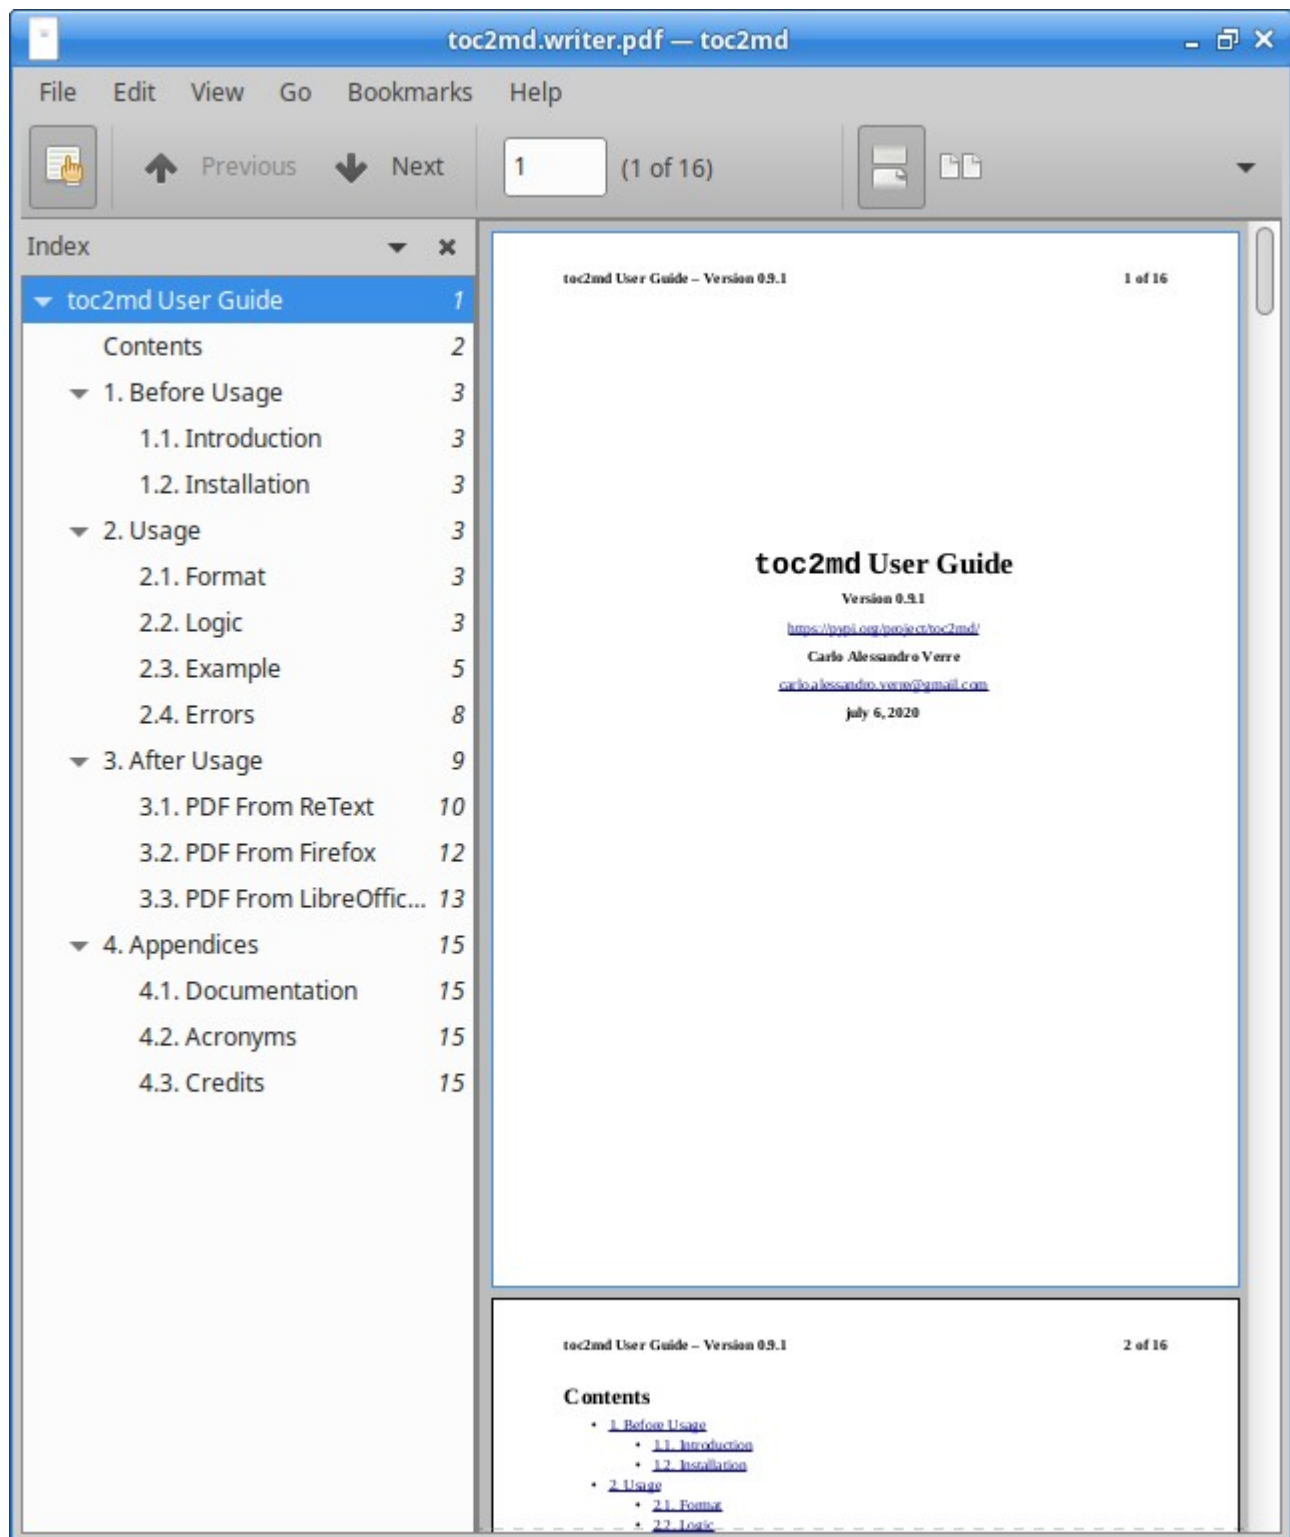 toc2md.writer.pdf — toc2md
File Edit View Go Bookmarks Help
Previous Next 1 (1 of 16)
Index
toc2md User Guide 1
Contents 2
1. Before Usage 3
1.1. Introduction 3
1.2. Installation 3
2. Usage 3
2.1. Format 3
2.2. Logic 3
2.3. Example 5
2.4. Errors 8
3. After Usage 9
3.1. PDF From ReText 10
3.2. PDF From Firefox 12
3.3. PDF From LibreOffic... 13
4. Appendices 15
4.1. Documentation 15
4.2. Acronyms 15
4.3. Credits 15
toc2md User Guide – Version 0.9.1 1 of 16
toc2md User Guide
Version 0.9.1
https://pypi.org/project/toc2md/
Carlo Alessandro Verre
carlo.alessandro.verre@gmail.com
july 6, 2020
toc2md User Guide – Version 0.9.1 2 of 16
Contents
• 1. Before Usage
• 1.1. Introduction
• 1.2. Installation
• 2. Usage
• 2.1. Format
• 2.2. Logic